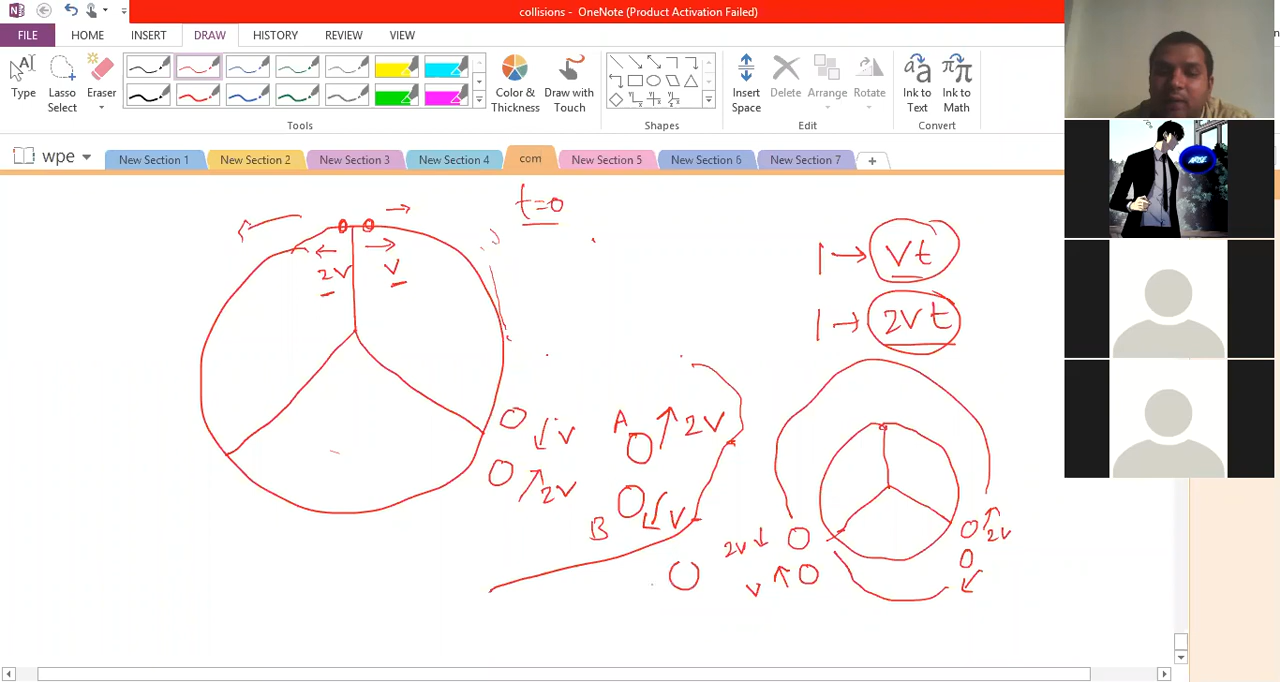 collisions - OneNote (Product Activation Failed)
FILE HOME INSERT DRAW HISTORY REVIEW VIEW
Type Lasso Select Eraser Color & Thickness Draw with Touch Insert Space Delete Arrange Rotate Ink to Text Ink to Math
Tools Shapes Edit Convert
wpe New Section 1 New Section 2 New Section 3 New Section 4 com New Section 5 New Section 6 New Section 7
t=0
2V V
1→ Vt
1→ 2Vt
V A 2V
2V B V
2V 2V
V